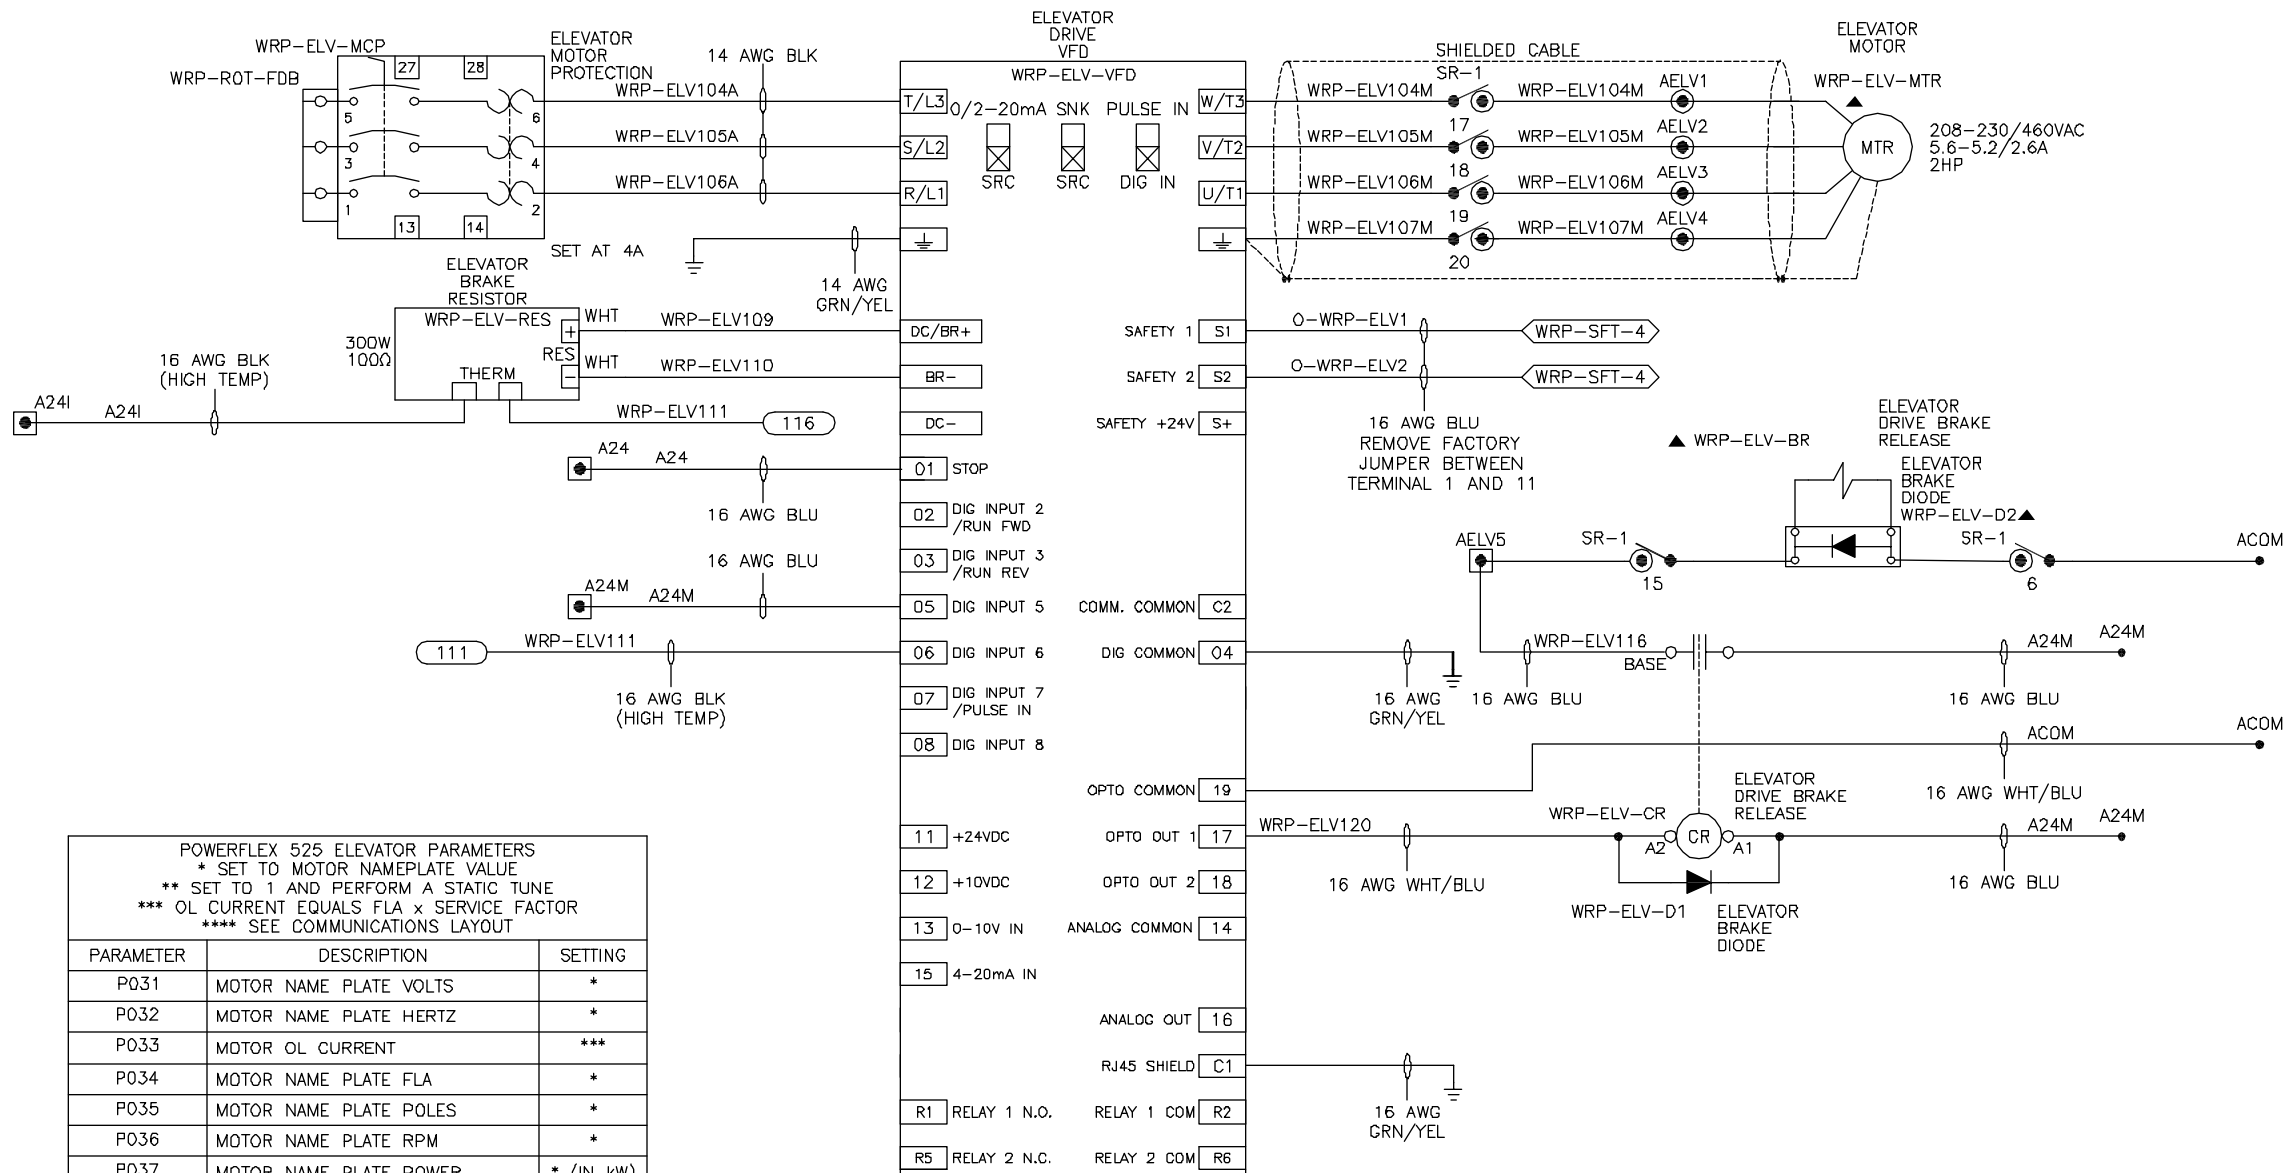 WRP-ELV-MCP
WRP-ROT-FDB
27
28
5
6
3
4
1
2
13
14
ELEVATOR
MOTOR
PROTECTION
SET AT 4A
14 AWG BLK
WRP-ELV104A
WRP-ELV105A
WRP-ELV106A
14 AWG
GRN/YEL
ELEVATOR
BRAKE
RESISTOR
WRP-ELV-RES
300W
100Ω
+
RES
-
THERM
WHT
WHT
WRP-ELV109
WRP-ELV110
16 AWG BLK
(HIGH TEMP)
A24I
A24I
WRP-ELV111
116
A24
A24
16 AWG BLU
16 AWG BLU
A24M
A24M
111
WRP-ELV111
16 AWG BLK
(HIGH TEMP)
ELEVATOR
DRIVE
VFD
WRP-ELV-VFD
T/L3
S/L2
R/L1
0/2-20mA
SRC
SNK
SRC
PULSE IN
DIG IN
W/T3
V/T2
U/T1
DC/BR+
BR-
DC-
01 STOP
02 DIG INPUT 2
/RUN FWD
03 DIG INPUT 3
/RUN REV
05 DIG INPUT 5
06 DIG INPUT 6
07 DIG INPUT 7
/PULSE IN
08 DIG INPUT 8
11 +24VDC
12 +10VDC
13 0-10V IN
15 4-20mA IN
R1 RELAY 1 N.O.
R5 RELAY 2 N.C.
SAFETY 1 S1
SAFETY 2 S2
SAFETY +24V S+
COMM. COMMON C2
DIG COMMON 04
OPTO COMMON 19
OPTO OUT 1 17
OPTO OUT 2 18
ANALOG COMMON 14
ANALOG OUT 16
RJ45 SHIELD C1
RELAY 1 COM R2
RELAY 2 COM R6
SHIELDED CABLE
SR-1
WRP-ELV104M
WRP-ELV104M
AELV1
17
WRP-ELV105M
WRP-ELV105M
AELV2
18
WRP-ELV106M
WRP-ELV106M
AELV3
19
WRP-ELV107M
WRP-ELV107M
AELV4
20
ELEVATOR
MOTOR
WRP-ELV-MTR
MTR
208-230/460VAC
5.6-5.2/2.6A
2HP
O-WRP-ELV1
WRP-SFT-4
O-WRP-ELV2
WRP-SFT-4
16 AWG BLU
REMOVE FACTORY
JUMPER BETWEEN
TERMINAL 1 AND 11
WRP-ELV-BR
ELEVATOR
DRIVE BRAKE
RELEASE
ELEVATOR
BRAKE
DIODE
WRP-ELV-D2
AELV5
SR-1
15
SR-1
6
ACOM
WRP-ELV116
BASE
A24M
A24M
16 AWG
GRN/YEL
16 AWG BLU
16 AWG BLU
ACOM
ACOM
16 AWG WHT/BLU
WRP-ELV120
16 AWG WHT/BLU
WRP-ELV-CR
ELEVATOR
DRIVE BRAKE
RELEASE
A2
CR
A1
A24M
A24M
16 AWG BLU
WRP-ELV-D1
ELEVATOR
BRAKE
DIODE
16 AWG
GRN/YEL
POWERFLEX 525 ELEVATOR PARAMETERS
* SET TO MOTOR NAMEPLATE VALUE
** SET TO 1 AND PERFORM A STATIC TUNE
*** OL CURRENT EQUALS FLA x SERVICE FACTOR
**** SEE COMMUNICATIONS LAYOUT
PARAMETER DESCRIPTION SETTING
P031 MOTOR NAME PLATE VOLTS *
P032 MOTOR NAME PLATE HERTZ *
P033 MOTOR OL CURRENT ***
P034 MOTOR NAME PLATE FLA *
P035 MOTOR NAME PLATE POLES *
P036 MOTOR NAME PLATE RPM *
P037 MOTOR NAME PLATE POWER * (IN kW)